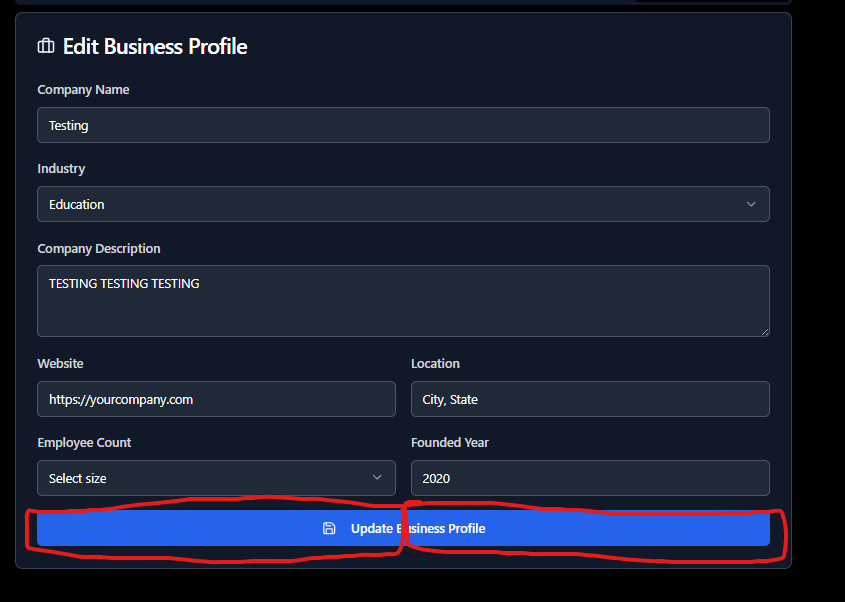 Edit Business Profile
Company Name
Testing
Industry
Education
Company Description
TESTING TESTING TESTING
Website
Location
https://yourcompany.com
City, State
Employee Count
Founded Year
Select size
2020
Update Business Profile